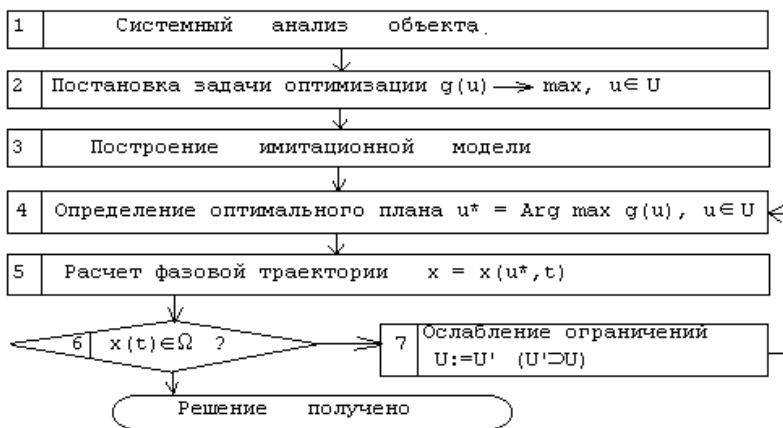 1 Системный анализ объекта.
2 Постановка задачи оптимизации g(u) → max, u∈U
3 Построение имитационной модели
4 Определение оптимального плана u* = Arg max g(u), u∈U
5 Расчет фазовой траектории x = x(u*,t)
6 x(t)∈Ω ?
7 Ослабление ограничений
U:=U' (U'⊃U)
Решение получено